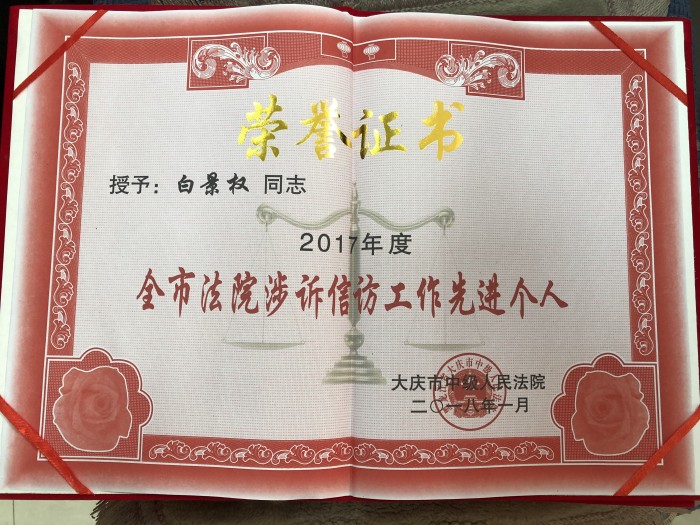 荣誉证书
授予：白景权 同志
2017年度
全市法院涉诉信访工作先进个人
大庆市中级人民法院
二〇一八年一月